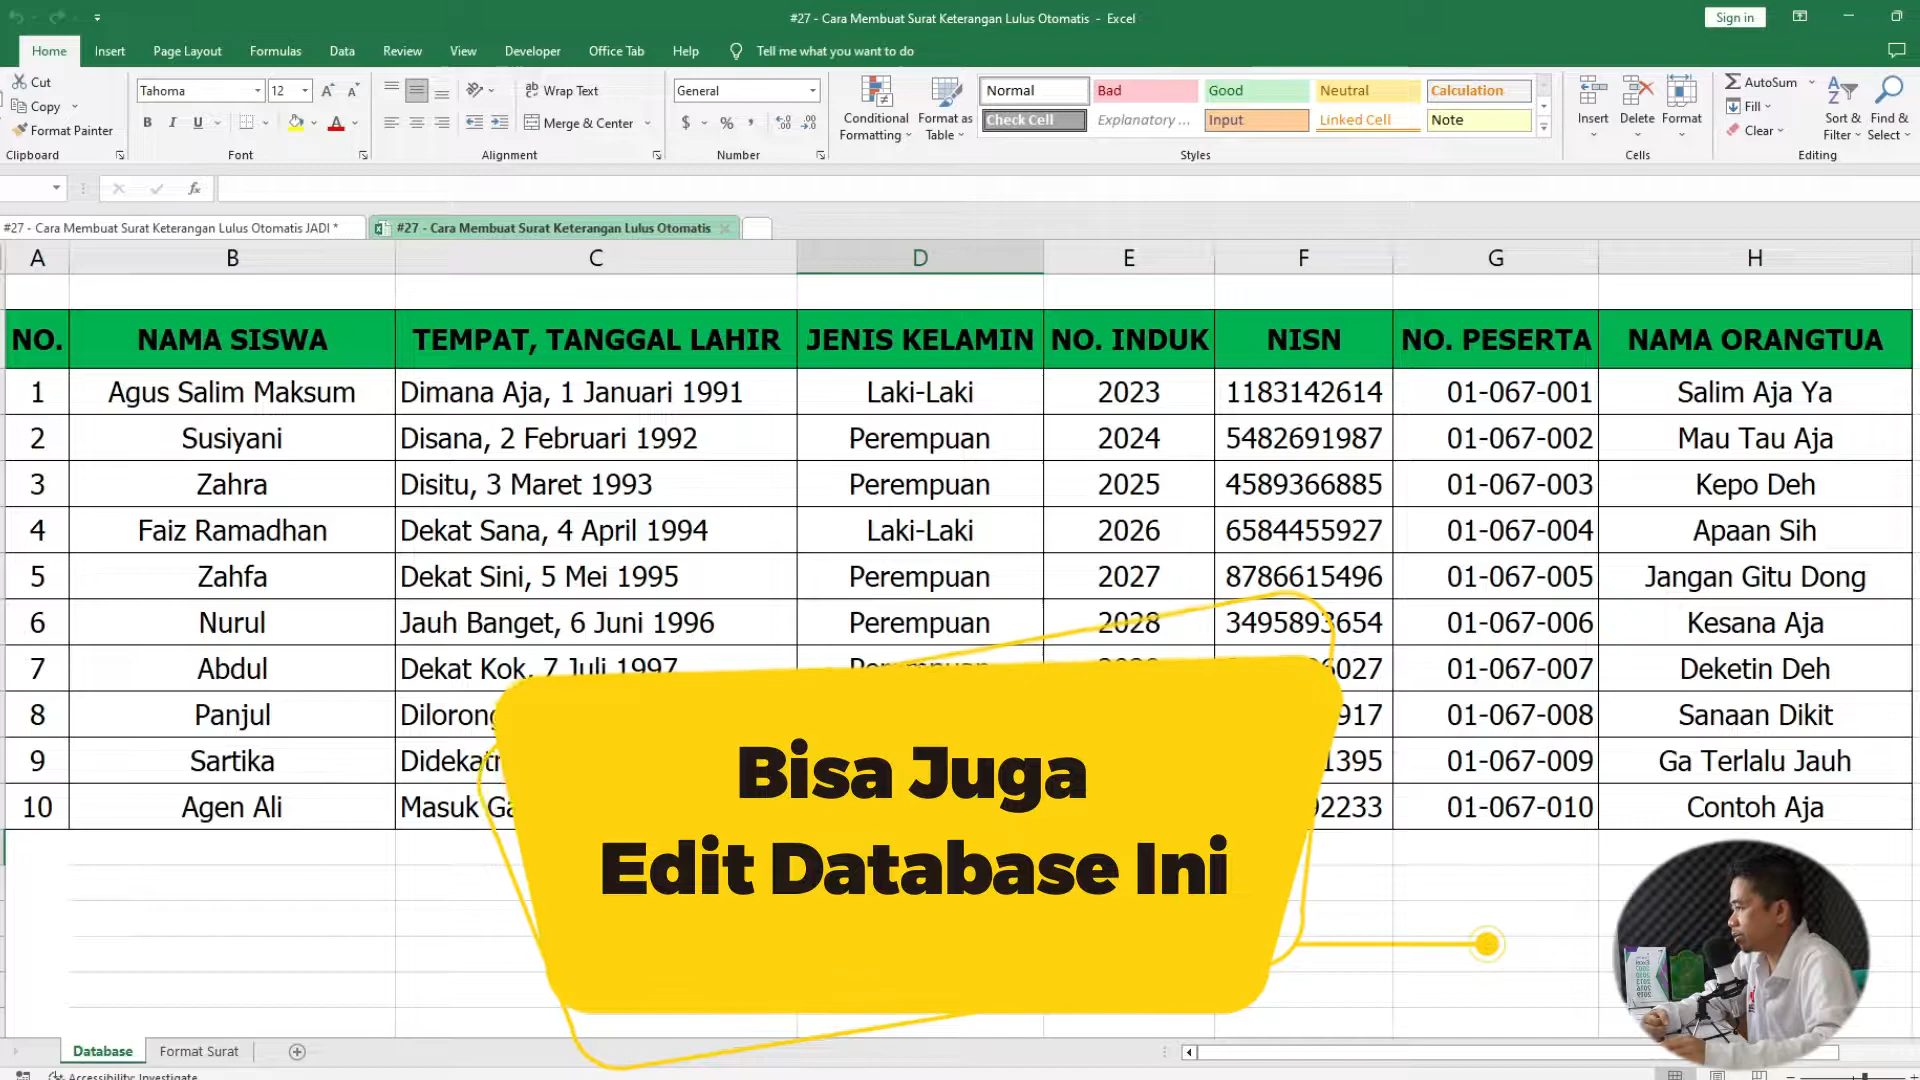 #27 - Cara Membuat Surat Keterangan Lulus Otomatis - Excel
Sign in
Home Insert Page Layout Formulas Data Review View Developer Office Tab Help Tell me what you want to do
Cut
Copy
Format Painter
Clipboard
Tahoma 12
B I U
Font
Wrap Text
Merge & Center
Alignment
General
$ % ,
Number
Conditional Formatting
Format as Table
Normal Bad Good Neutral Calculation
Check Cell Explanatory ... Input Linked Cell Note
Styles
Insert Delete Format
Cells
AutoSum
Fill
Clear
Sort & Filter
Find & Select
Editing
fx
#27 - Cara Membuat Surat Keterangan Lulus Otomatis JADI *
#27 - Cara Membuat Surat Keterangan Lulus Otomatis
A B C D E F G H
NO. NAMA SISWA TEMPAT, TANGGAL LAHIR JENIS KELAMIN NO. INDUK NISN NO. PESERTA NAMA ORANGTUA
1 Agus Salim Maksum Dimana Aja, 1 Januari 1991 Laki-Laki 2023 1183142614 01-067-001 Salim Aja Ya
2 Susiyani Disana, 2 Februari 1992 Perempuan 2024 5482691987 01-067-002 Mau Tau Aja
3 Zahra Disitu, 3 Maret 1993 Perempuan 2025 4589366885 01-067-003 Kepo Deh
4 Faiz Ramadhan Dekat Sana, 4 April 1994 Laki-Laki 2026 6584455927 01-067-004 Apaan Sih
5 Zahfa Dekat Sini, 5 Mei 1995 Perempuan 2027 8786615496 01-067-005 Jangan Gitu Dong
6 Nurul Jauh Banget, 6 Juni 1996 Perempuan 2028 3495893654 01-067-006 Kesana Aja
7 Abdul Dekat Kok, 7 Juli 1997 01-067-007 Deketin Deh
8 Panjul 917 01-067-008 Sanaan Dikit
9 Sartika 1395 01-067-009 Ga Terlalu Jauh
10 Agen Ali Masuk 2233 01-067-010 Contoh Aja
Bisa Juga
Edit Database Ini
Database Format Surat
Accessibility: Investigate